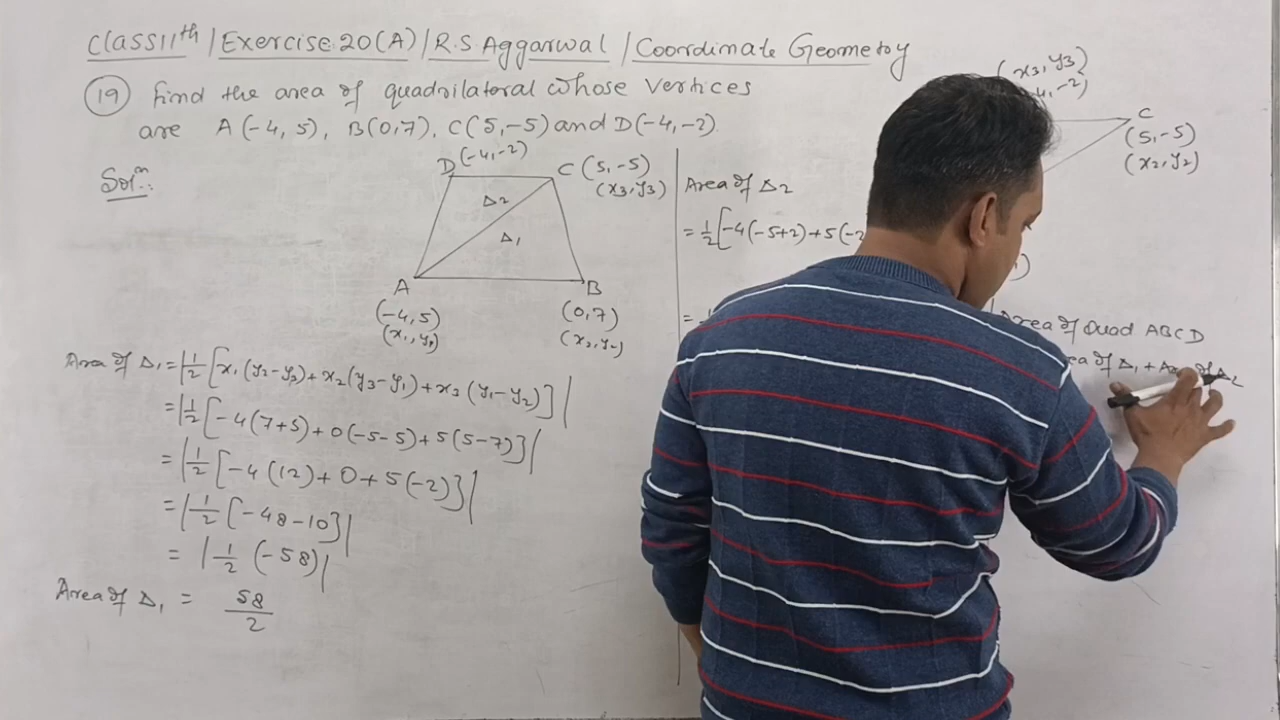 Class 11th / Exercise 20(A) / R.S Aggarwal / Coordinate Geometry
19 find the area of quadrilateral whose vertices
are A(-4, 5), B(0,7), C(5,-5) and D(-4,-2).
Solⁿ:
D (-4,-2)
C (5,-5)
(x3,y3)
Δ2
Δ1
A
(-4,5)
(x1,y1)
B
(0,7)
(x2,y2)
Area of Δ1 = |1/2 [x1(y2-y3)+x2(y3-y1)+x3(y1-y2)]|
= |1/2 [-4(7+5)+0(-5-5)+5(5-7)]|
= |1/2 [-4(12)+0+5(-2)]|
= |1/2 [-48-10]|
= |1/2 (-58)|
Area of Δ1 = 58/2
Area of Δ2
= 1/2 [-4(-5+2)+5(-2
=
(x3,y3)
,-2)
C
(5,-5)
(x2,y2)
)
Area of Quad ABCD
ea of Δ1 + Ar of Δ2